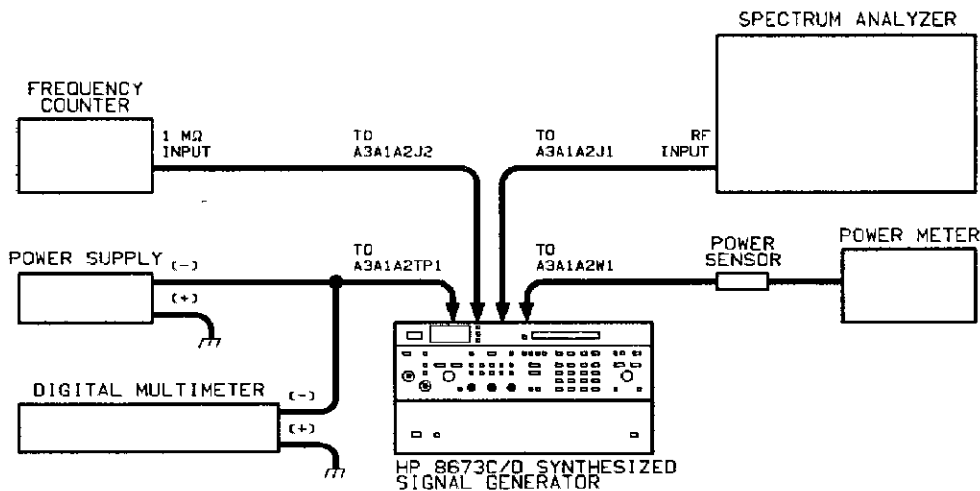 SPECTRUM ANALYZER
FREQUENCY
COUNTER
1 MΩ
INPUT
TO
A3A1A2J2
TO
A3A1A2J1
RF
INPUT
POWER SUPPLY
(-)
(+)
TO
A3A1A2TP1
TO
A3A1A2W1
POWER
SENSOR
POWER METER
DIGITAL MULTIMETER
(-)
(+)
HP 8673C/D SYNTHESIZED
SIGNAL GENERATOR